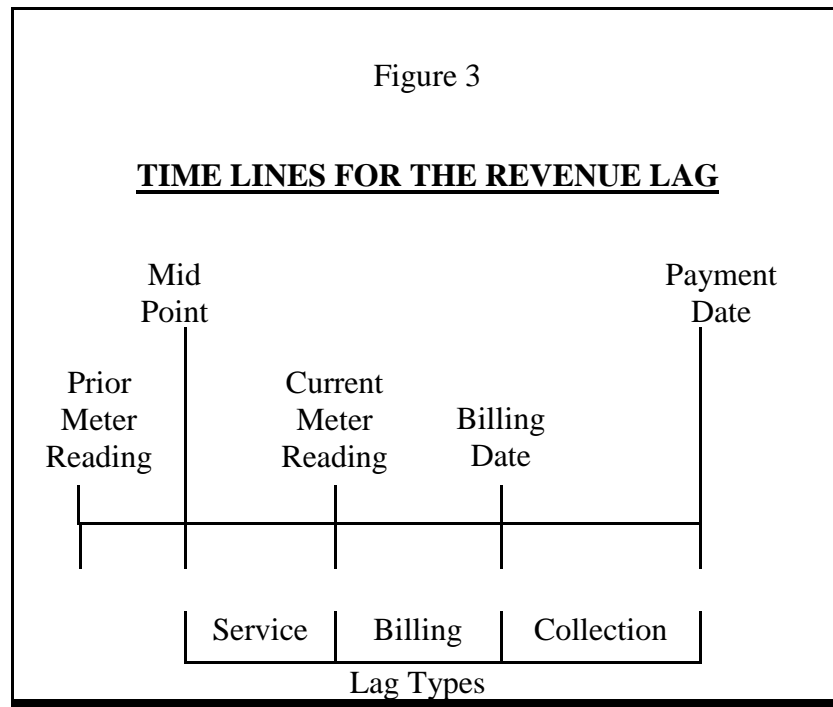 Figure 3
TIME LINES FOR THE REVENUE LAG
Mid
Point
Payment
Date
Prior
Meter
Reading
Current
Meter
Reading
Billing
Date
Service
Billing
Collection
Lag Types